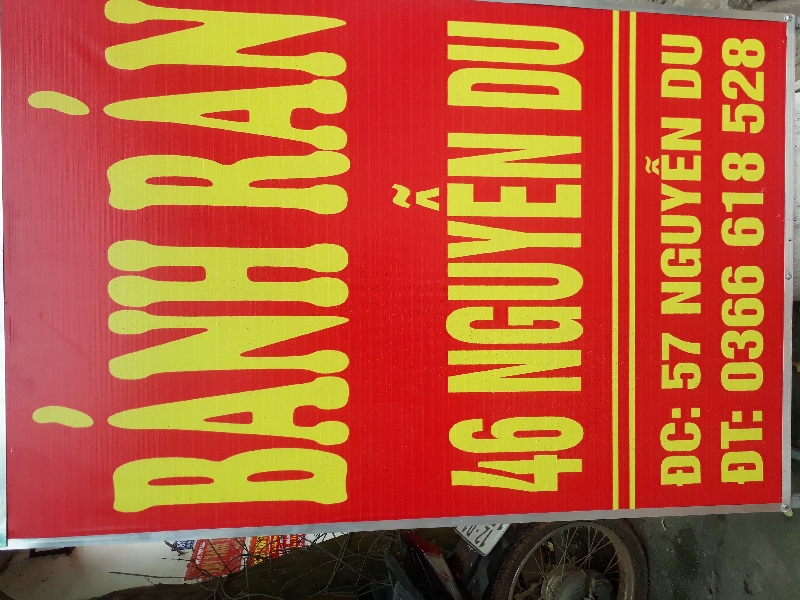 BÁNH RÁN
46 NGUYỄN DU
ĐC: 57 NGUYỄN DU
ĐT: 0366 618 528